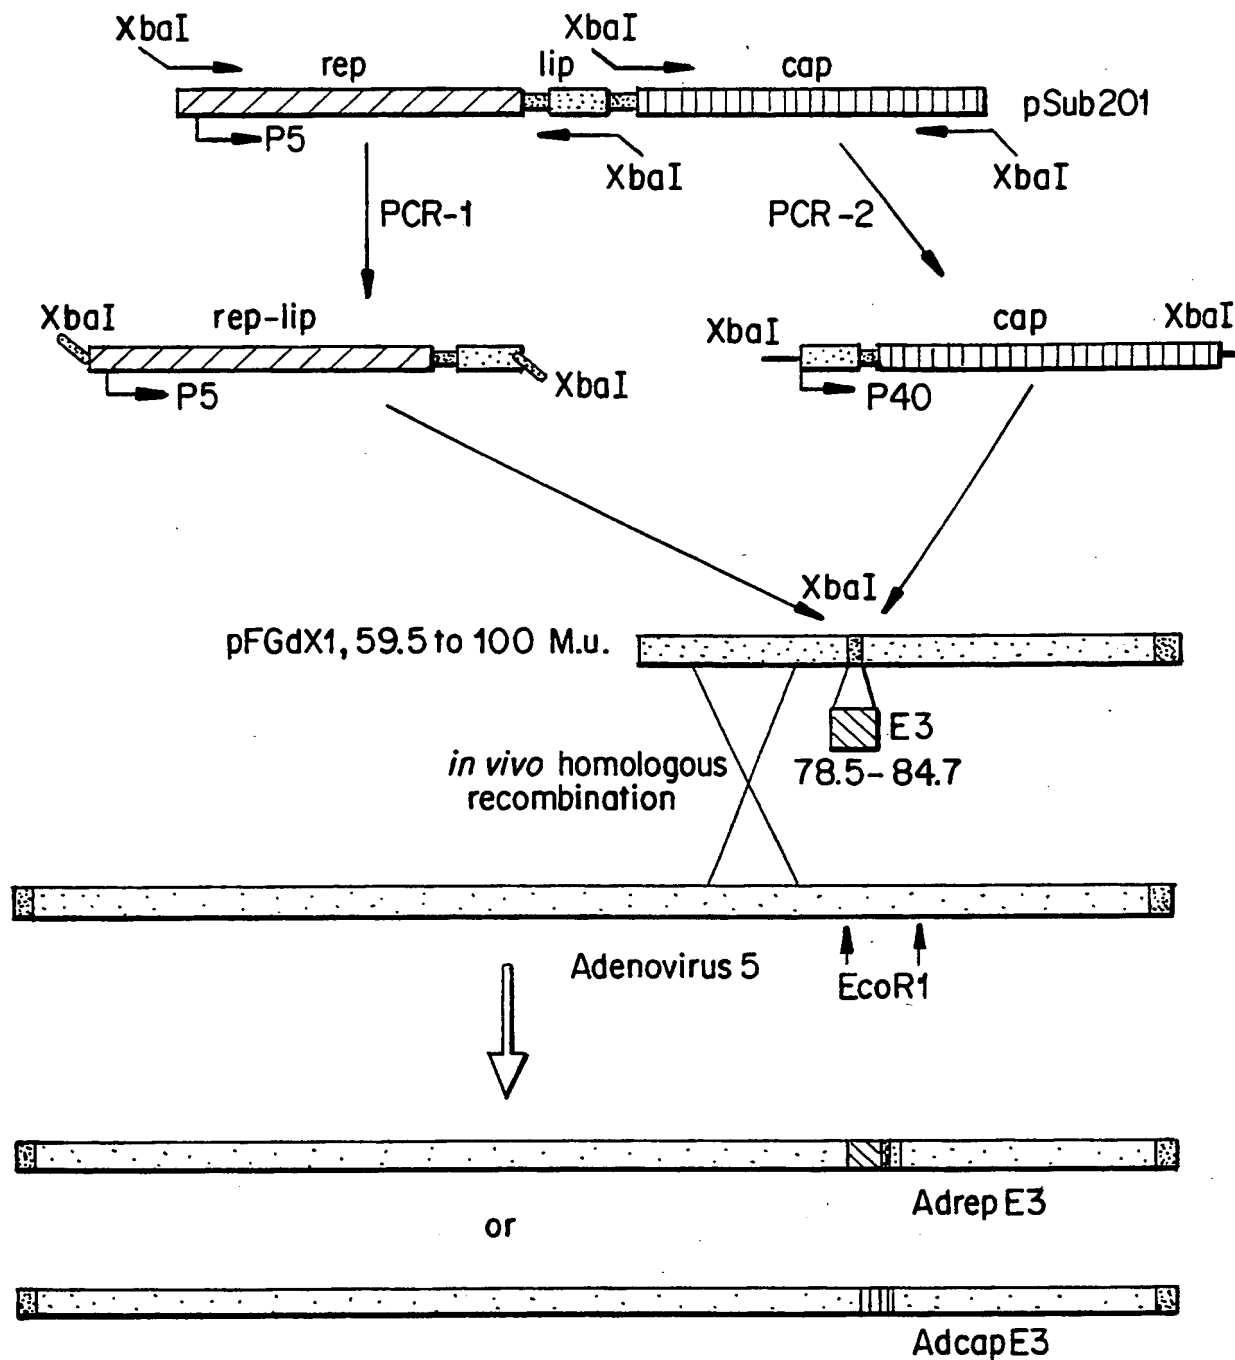 XbaI
rep
lip
XbaI
cap
pSub201
P5
XbaI
XbaI
PCR-1
PCR-2
XbaI
rep-lip
XbaI
cap
XbaI
P5
XbaI
P40
XbaI
pFGdX1, 59.5 to 100 M.u.
E3
78.5-84.7
in vivo homologous
recombination
Adenovirus 5
EcoR1
Adrep E3
or
AdcapE3